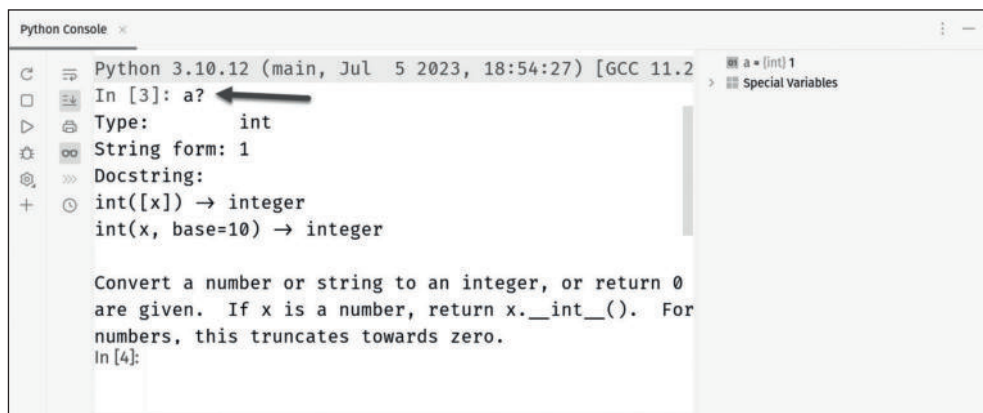 Python Console ×
Python 3.10.12 (main, Jul  5 2023, 18:54:27) [GCC 11.2
In [3]: a?
Type:        int
String form: 1
Docstring:
int([x]) → integer
int(x, base=10) → integer
Convert a number or string to an integer, or return 0
are given.  If x is a number, return x.__int__().  For
numbers, this truncates towards zero.
In [4]:
01 a = {int} 1
Special Variables